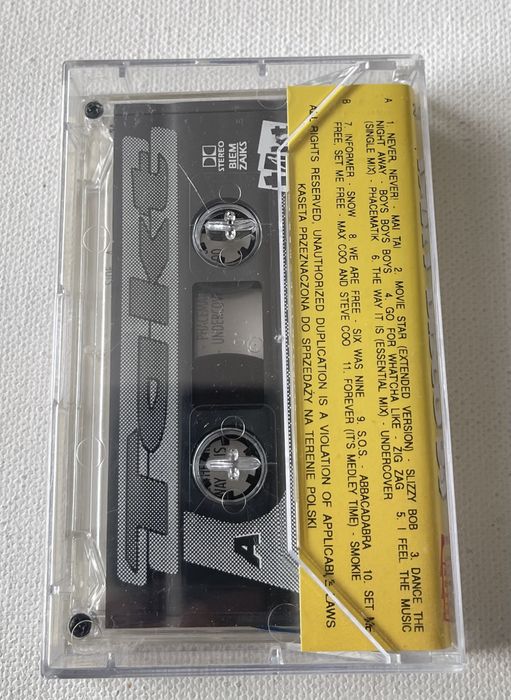 A  1. NEVER, NEVER! - MAI TAI  2. MOVIE STAR (EXTENDED VERSION) - SLIZZY BOB  3. DANCE THE
NIGHT AWAY - BOYS BOYS BOYS  4. GO FOR WHATCHA LIKE - ZIG ZAG  5. I FEEL THE MUSIC
(SINGLE MIX) - PHACEMATIK  6. THE WAY IT IS (ESSENTIAL MIX) - UNDERCOVER
B  7. INFORMER - SNOW  8. WE ARE FREE - SIX WAS NINE  9. S.O.S. - ABBACADABRA  10. SET ME
FREE, SET ME FREE - MAX COO AND STEVE COO  11. FOREVER (IT'S MEDLEY TIME) - SMOKIE
ALL RIGHTS RESERVED, UNAUTHORIZED DUPLICATION IS A VIOLATION OF APPLICABLE LAWS
KASETA PRZEZNACZONA DO SPRZEDAŻY NA TERENIE POLSKI
ZAIKS
BIEM
STEREO
Takt
A